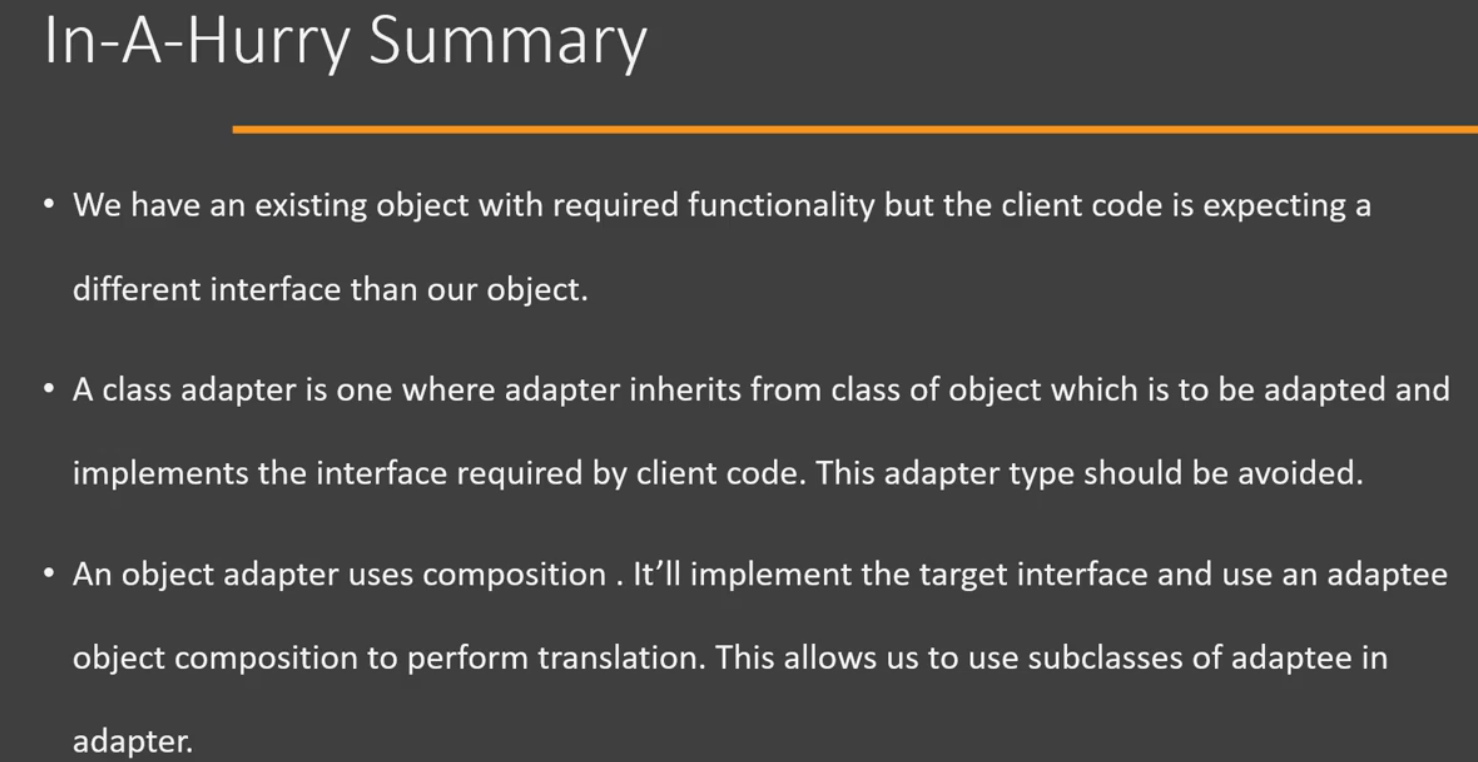 In-A-Hurry Summary
• We have an existing object with required functionality but the client code is expecting a
different interface than our object.
• A class adapter is one where adapter inherits from class of object which is to be adapted and
implements the interface required by client code. This adapter type should be avoided.
• An object adapter uses composition . It’ll implement the target interface and use an adaptee
object composition to perform translation. This allows us to use subclasses of adaptee in
adapter.